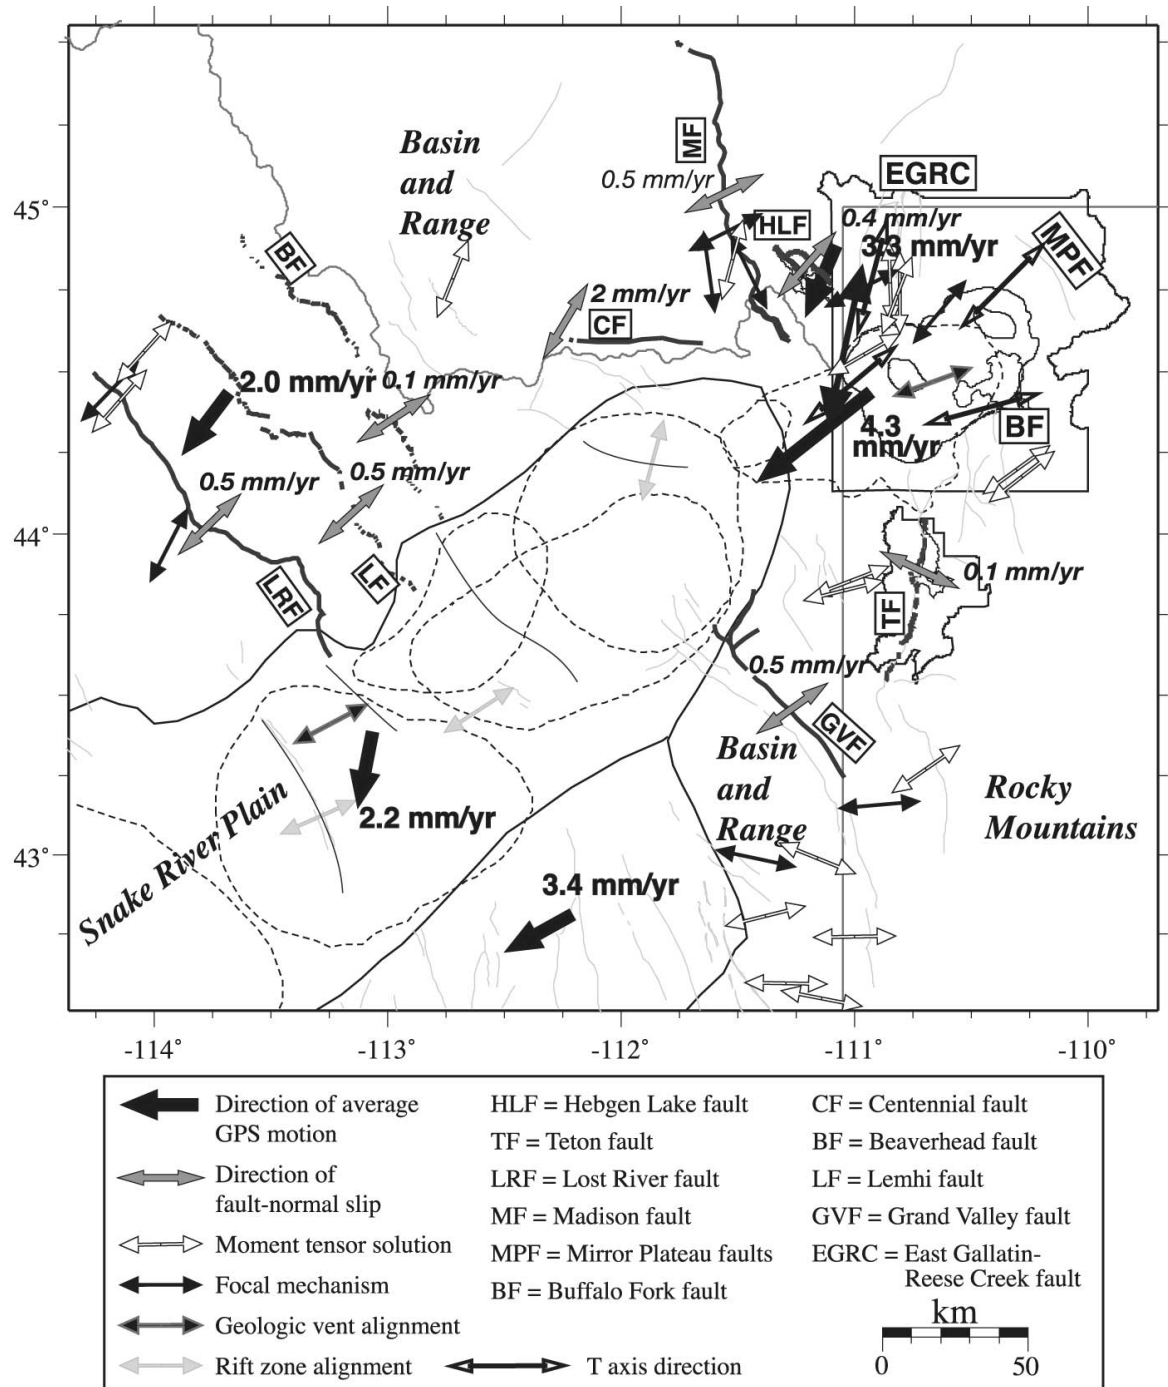 Basin
and
Range
MF
0.5 mm/yr
EGRC
45°
HLF
0.4 mm/yr
3.3 mm/yr
MPF
BF
2 mm/yr
CF
2.0 mm/yr
0.1 mm/yr
4.3
mm/yr
BF
0.5 mm/yr
0.5 mm/yr
44°
LRF
LF
0.1 mm/yr
TF
0.5 mm/yr
GVF
Basin
and
Range
Rocky
Mountains
Snake River Plain
2.2 mm/yr
43°
3.4 mm/yr
-114°
-113°
-112°
-111°
-110°
Direction of average
GPS motion
Direction of
fault-normal slip
Moment tensor solution
Focal mechanism
Geologic vent alignment
Rift zone alignment
T axis direction
HLF = Hebgen Lake fault
TF = Teton fault
LRF = Lost River fault
MF = Madison fault
MPF = Mirror Plateau faults
BF = Buffalo Fork fault
CF = Centennial fault
BF = Beaverhead fault
LF = Lemhi fault
GVF = Grand Valley fault
EGRC = East Gallatin-
Reese Creek fault
km
0
50